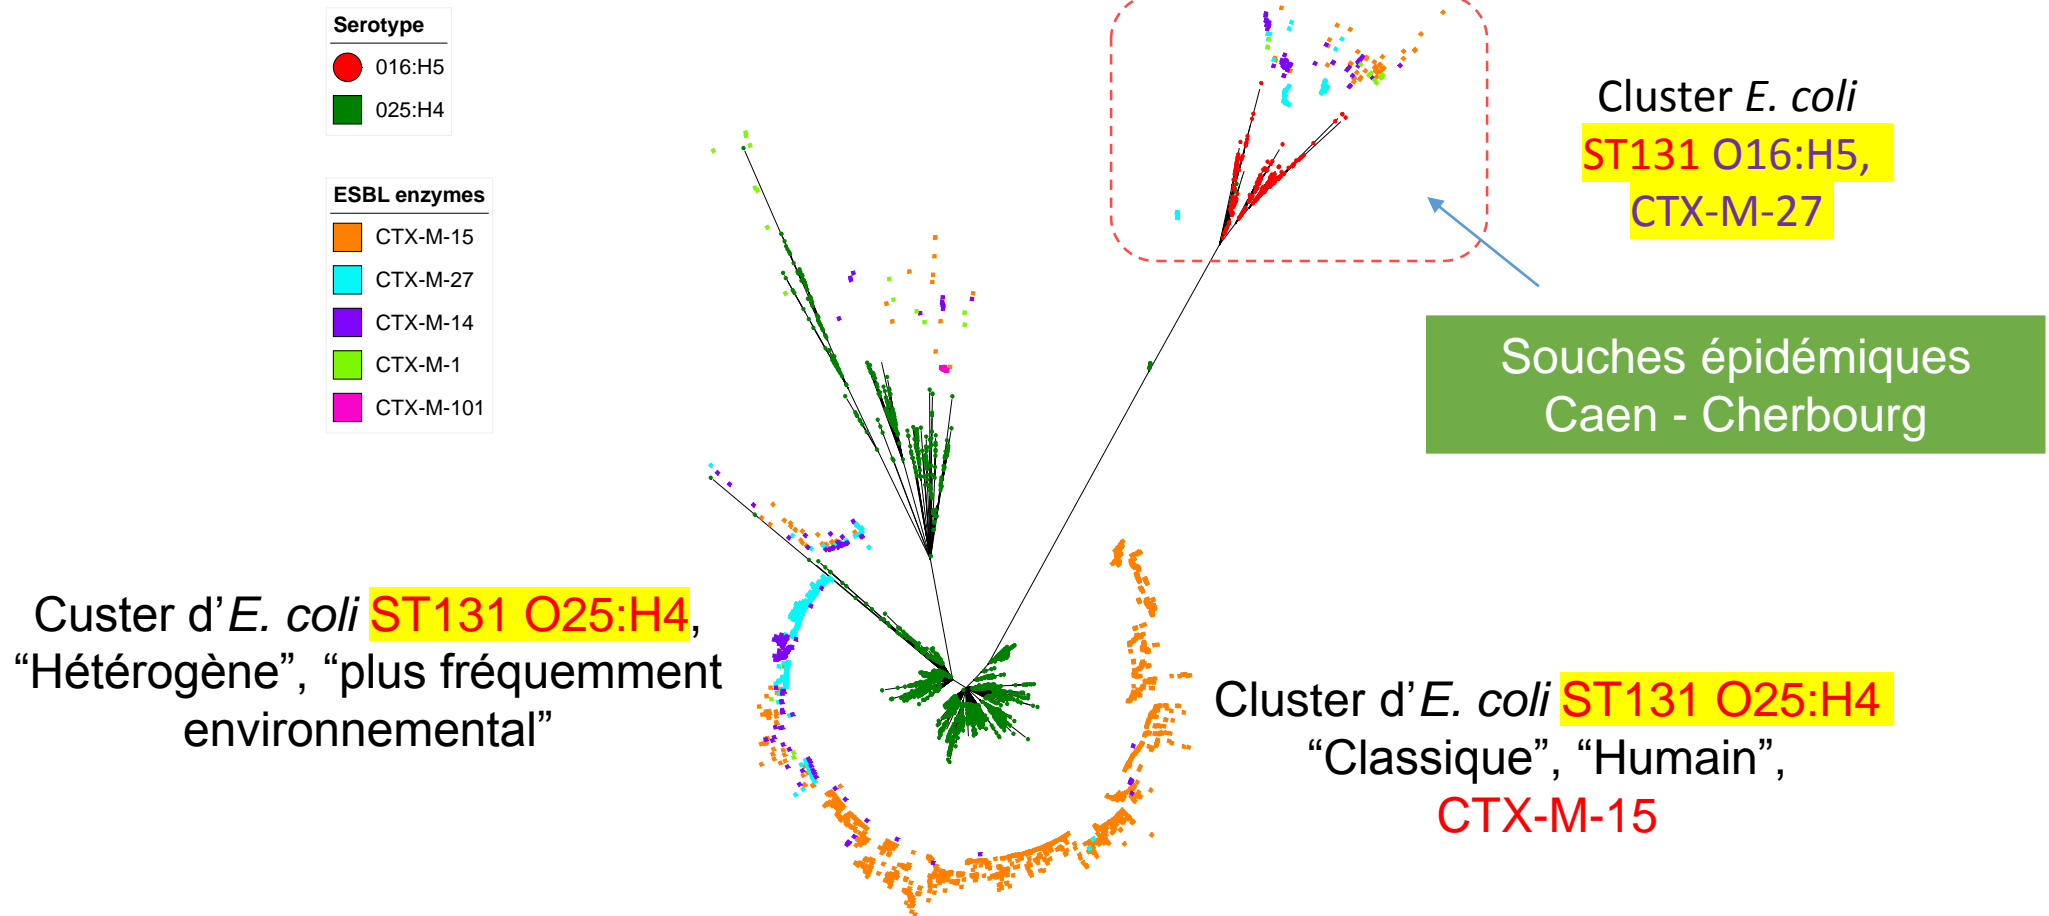 Serotype
016:H5
025:H4
ESBL enzymes
CTX-M-15
CTX-M-27
CTX-M-14
CTX-M-1
CTX-M-101
Cluster E. coli
ST131 O16:H5,
CTX-M-27
Souches épidémiques
Caen - Cherbourg
Custer d’E. coli ST131 O25:H4,
“Hétérogène”, “plus fréquemment
environnemental”
Cluster d’E. coli ST131 O25:H4
“Classique”, “Humain”,
CTX-M-15